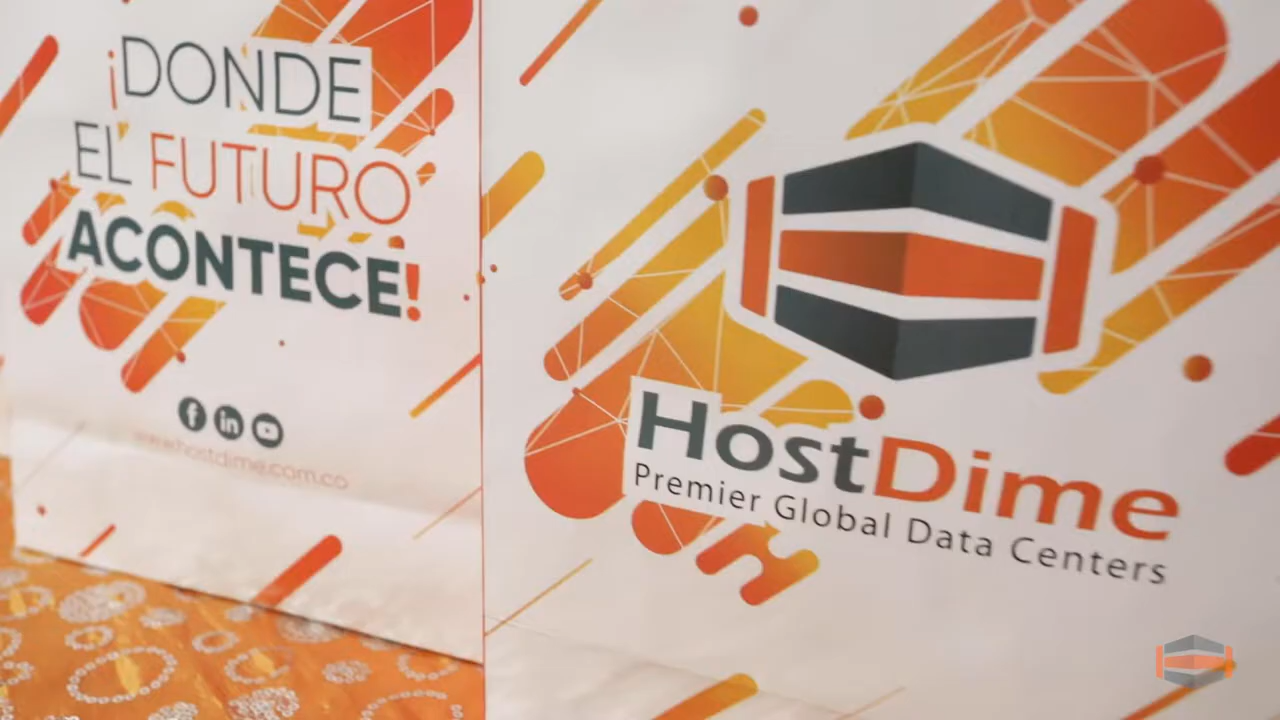 ¡DONDE
EL FUTURO
ACONTECE!
www.hostdime.com.co
HostDime
Premier Global Data Centers